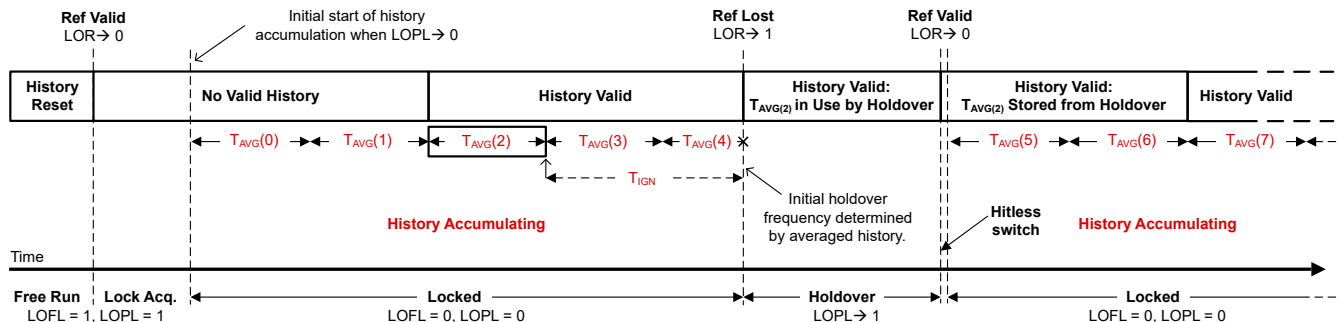 Ref Valid
LOR→ 0
Initial start of history
accumulation when LOPL→ 0
Ref Lost
LOR→ 1
Ref Valid
LOR→ 0
History
Reset
No Valid History
History Valid
History Valid:
TAVG(2) in Use by Holdover
History Valid:
TAVG(2) Stored from Holdover
History Valid
TAVG(0)
TAVG(1)
TAVG(2)
TAVG(3)
TAVG(4)
TAVG(5)
TAVG(6)
TAVG(7)
TIGN
Initial holdover
frequency determined
by averaged history.
History Accumulating
Hitless
switch
History Accumulating
Time
Free Run
LOFL = 1, LOPL = 1
Lock Acq.
Locked
LOFL = 0, LOPL = 0
Holdover
LOPL→ 1
Locked
LOFL = 0, LOPL = 0